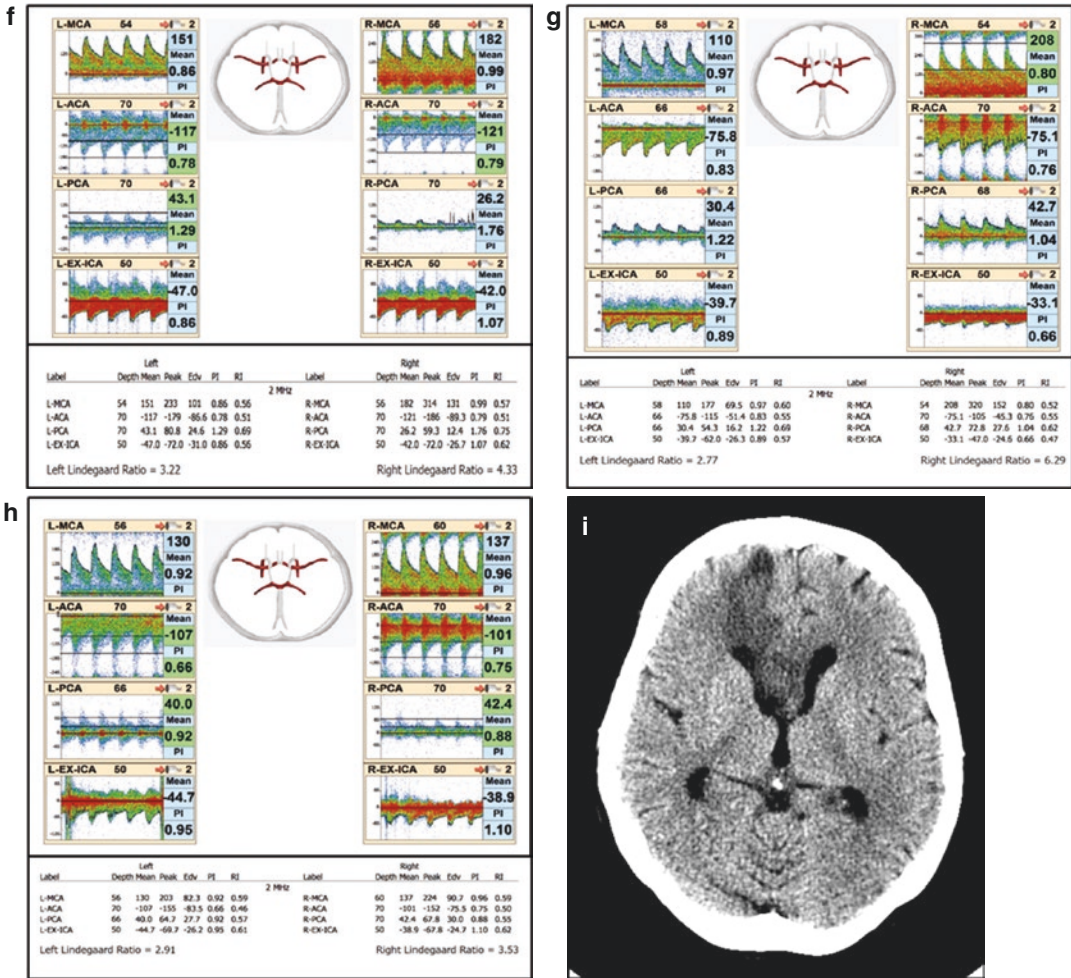 f
L-MCA 54 2
151
Mean
0.86
PI
L-ACA 70 2
Mean
-117
PI
0.78
L-PCA 70 2
43.1
Mean
1.29
PI
L-EX-ICA 50 2
Mean
-47.0
PI
0.86
R-MCA 56 2
182
Mean
0.99
PI
R-ACA 70 2
Mean
-121
PI
0.79
R-PCA 70 2
26.2
Mean
1.76
PI
R-EX-ICA 50 2
Mean
-42.0
PI
1.07
Left Right
Label Depth Mean Peak Edv PI RI Label Depth Mean Peak Edv PI RI
2 MHz
L-MCA 54 151 233 101 0.86 0.56 R-MCA 56 182 314 131 0.99 0.57
L-ACA 70 -117 -179 -86.6 0.78 0.51 R-ACA 70 -121 -186 -89.3 0.79 0.51
L-PCA 70 43.1 80.8 24.6 1.29 0.69 R-PCA 70 26.2 59.3 12.4 1.76 0.75
L-EX-ICA 50 -47.0 -72.0 -31.0 0.86 0.56 R-EX-ICA 50 -42.0 -72.0 -26.7 1.07 0.62
Left Lindegaard Ratio = 3.22 Right Lindegaard Ratio = 4.33
g
L-MCA 58 2
110
Mean
0.97
PI
L-ACA 66 2
Mean
-75.8
PI
0.83
L-PCA 66 2
30.4
Mean
1.22
PI
L-EX-ICA 50 2
Mean
-39.7
PI
0.89
R-MCA 54 2
208
Mean
0.80
PI
R-ACA 70 2
Mean
-75.1
PI
0.76
R-PCA 68 2
42.7
Mean
1.04
PI
R-EX-ICA 50 2
Mean
-33.1
PI
0.66
Left Right
Label Depth Mean Peak Edv PI RI Label Depth Mean Peak Edv PI RI
2 MHz
L-MCA 58 110 177 69.5 0.97 0.60 R-MCA 54 208 320 152 0.80 0.52
L-ACA 66 -75.8 -115 -51.4 0.83 0.55 R-ACA 70 -75.1 -105 -45.3 0.76 0.55
L-PCA 66 30.4 54.3 16.2 1.22 0.69 R-PCA 68 42.7 72.8 27.6 1.04 0.62
L-EX-ICA 50 -39.7 -62.0 -26.3 0.89 0.57 R-EX-ICA 50 -33.1 -47.0 -24.6 0.66 0.47
Left Lindegaard Ratio = 2.77 Right Lindegaard Ratio = 6.29
h
L-MCA 56 2
130
Mean
0.92
PI
L-ACA 70 2
Mean
-107
PI
0.66
L-PCA 66 2
40.0
Mean
0.92
PI
L-EX-ICA 50 2
Mean
-44.7
PI
0.95
R-MCA 60 2
137
Mean
0.96
PI
R-ACA 70 2
Mean
-101
PI
0.75
R-PCA 70 2
42.4
Mean
0.88
PI
R-EX-ICA 50 2
Mean
-38.9
PI
1.10
Left Right
Label Depth Mean Peak Edv PI RI Label Depth Mean Peak Edv PI RI
2 MHz
L-MCA 56 130 203 82.3 0.92 0.59 R-MCA 60 137 224 90.7 0.96 0.59
L-ACA 70 -107 -155 -83.5 0.66 0.46 R-ACA 70 -101 -152 -75.5 0.75 0.50
L-PCA 66 40.0 64.7 27.7 0.92 0.57 R-PCA 70 42.4 67.8 30.0 0.88 0.55
L-EX-ICA 50 -44.7 -69.7 -26.2 0.95 0.61 R-EX-ICA 50 -38.9 -67.8 -24.7 1.10 0.62
Left Lindegaard Ratio = 2.91 Right Lindegaard Ratio = 3.53
i